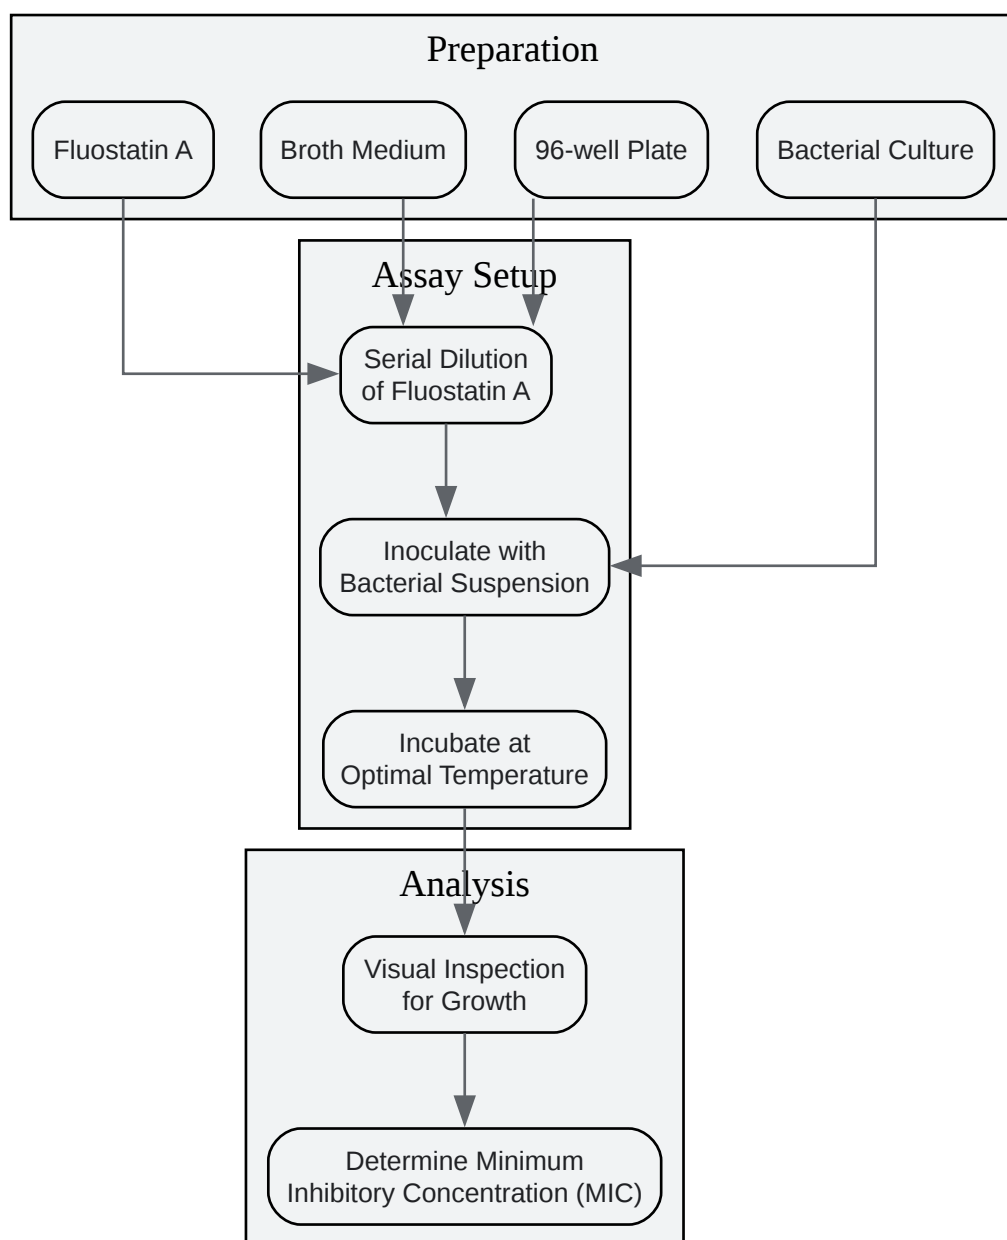 Preparation
Fluostatin A
Broth Medium
96-well Plate
Bacterial Culture
Assay Setup
Serial Dilution
of Fluostatin A
Inoculate with
Bacterial Suspension
Incubate at
Optimal Temperature
Analysis
Visual Inspection
for Growth
Determine Minimum
Inhibitory Concentration (MIC)